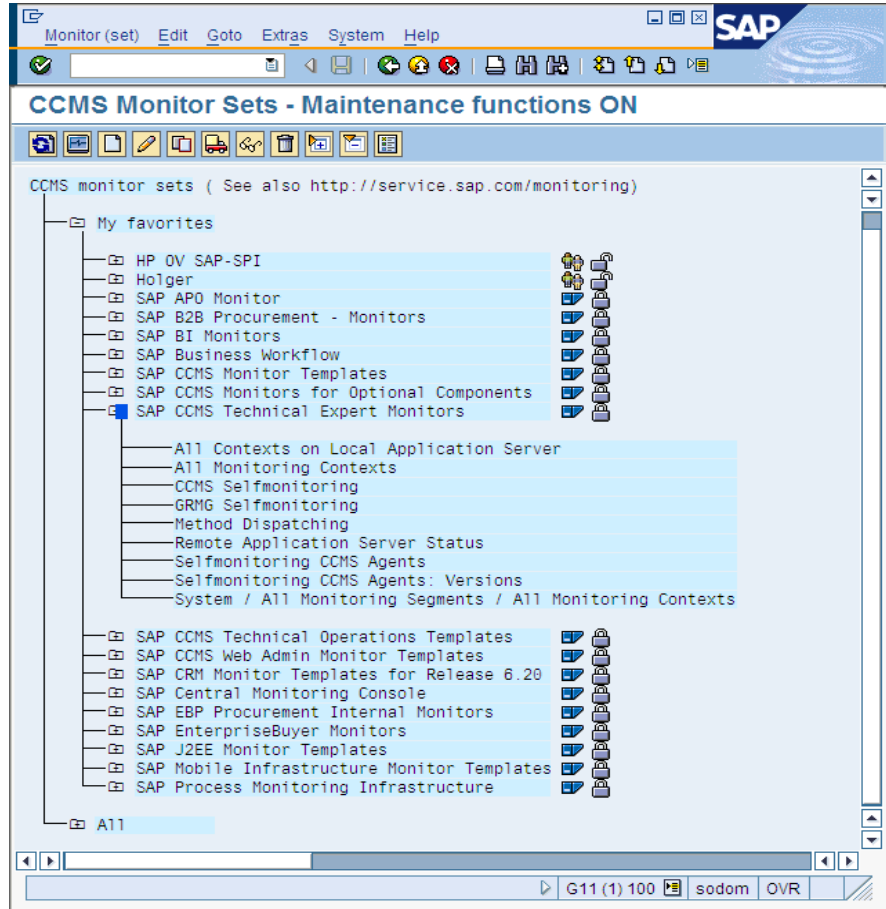 Monitor (set) Edit Goto Extras System Help
SAP
CCMS Monitor Sets - Maintenance functions ON
CCMS monitor sets ( See also http://service.sap.com/monitoring)
My favorites
HP OV SAP-SPI
Holger
SAP APO Monitor
SAP B2B Procurement - Monitors
SAP BI Monitors
SAP Business Workflow
SAP CCMS Monitor Templates
SAP CCMS Monitors for Optional Components
SAP CCMS Technical Expert Monitors
All Contexts on Local Application Server
All Monitoring Contexts
CCMS Selfmonitoring
GRMG Selfmonitoring
Method Dispatching
Remote Application Server Status
Selfmonitoring CCMS Agents
Selfmonitoring CCMS Agents: Versions
System / All Monitoring Segments / All Monitoring Contexts
SAP CCMS Technical Operations Templates
SAP CCMS Web Admin Monitor Templates
SAP CRM Monitor Templates for Release 6.20
SAP Central Monitoring Console
SAP EBP Procurement Internal Monitors
SAP EnterpriseBuyer Monitors
SAP J2EE Monitor Templates
SAP Mobile Infrastructure Monitor Templates
SAP Process Monitoring Infrastructure
All
G11 (1) 100 sodom OVR